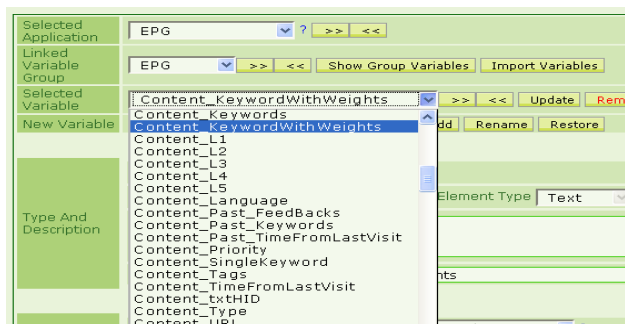 Selected Application EPG ? >> <<
Linked Variable Group EPG >> << Show Group Variables Import Variables
Selected Variable Content_KeywordWithWeights >> << Update Rem
New Variable dd Rename Restore
Content_Keywords
Content_KeywordWithWeights
Content_L1
Content_L2
Content_L3
Content_L4
Content_L5
Content_Language
Content_Past_FeedBacks
Content_Past_Keywords
Content_Past_TimeFromLastVisit
Content_Priority
Content_SingleKeyword
Content_Tags
Content_TimeFromLastVisit
Content_txtHID
Content_Type
Content_URL
Type And Description
Element Type Text
nts